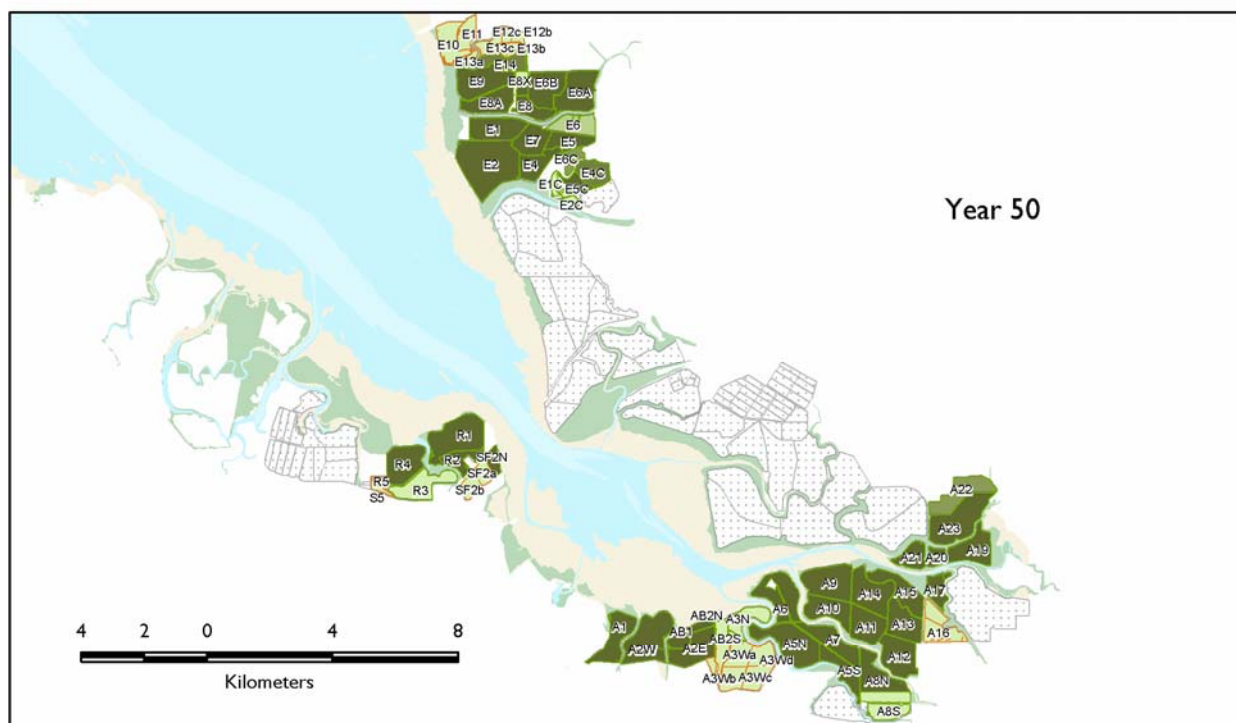 E11 E12c E12b
E10
E13c E13b
E13a E14
E9 E8X E6B
E6A
E8A E8
E6
E1 E7 E5
E6C
E2 E4 E4C
E1C E5C
E2C
Year 50
R1
R2 SF2N
R4 SF2a
R5 R3 SF2b
S5
A22
A23
A21 A20 A19
A9 A14 A15 A17
A6
A10
AB2N A3N
A1 AB1 A11 A13 A16
AB2S A5N A7
A2W A2E A3Wa A12
A3Wd A5S
A3Wb A3Wc A8N
A8S
4 2 0 4 8
Kilometers